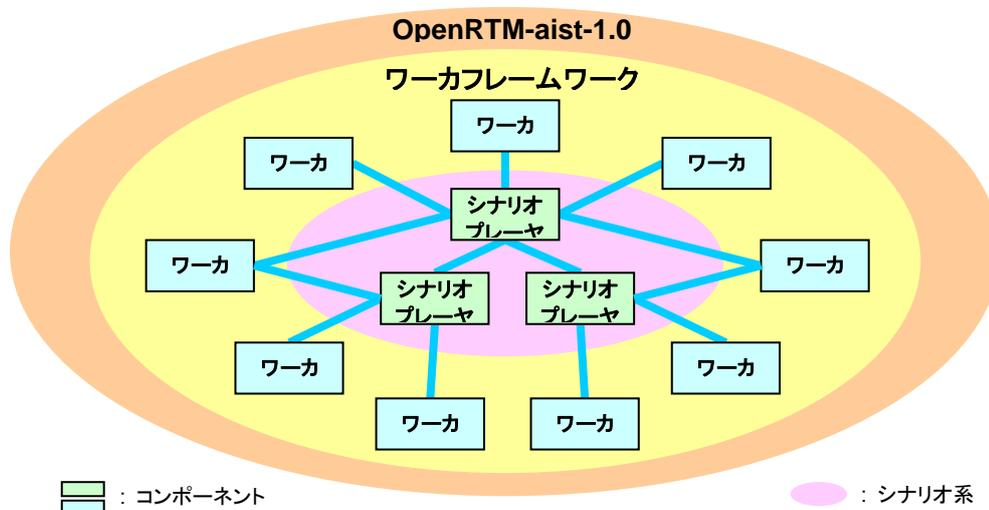 OpenRTM-aist-1.0
ワーカフレームワーク
ワーカ
ワーカ
ワーカ
シナリオ
プレーヤ
ワーカ
ワーカ
シナリオ
プレーヤ
シナリオ
プレーヤ
ワーカ
ワーカ
ワーカ
ワーカ
: コンポーネント
: シナリオ系